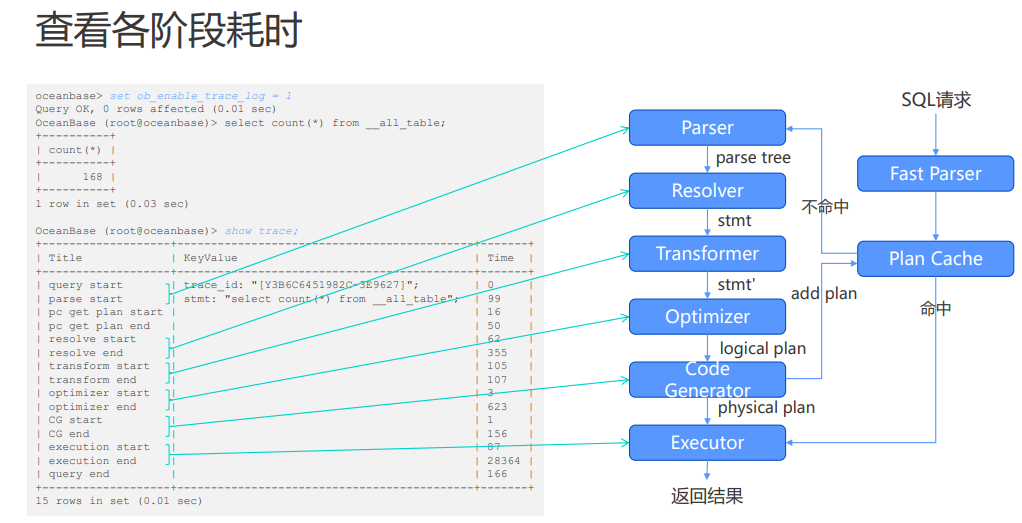 查看各阶段耗时
oceanbase> set ob_enable_trace_log = 1
Query OK, 0 rows affected (0.01 sec)
OceanBase (root@oceanbase)> select count(*) from __all_table;
+----------+
| count(*) |
+----------+
|      168 |
+----------+
1 row in set (0.03 sec)
OceanBase (root@oceanbase)> show trace;
| Title | KeyValue | Time |
| query start | trace_id: "[Y3B6C6451982C-3E9627]"; | 0 |
| parse start | stmt: "select count(*) from __all_table"; | 99 |
| pc get plan start | | 16 |
| pc get plan end | | 50 |
| resolve start | | 62 |
| resolve end | | 355 |
| transform start | | 105 |
| transform end | | 107 |
| optimizer start | | 3 |
| optimizer end | | 623 |
| CG start | | 1 |
| CG end | | 156 |
| execution start | | 87 |
| execution end | | 28364 |
| query end | | 166 |
15 rows in set (0.01 sec)
Parser
parse tree
Resolver
stmt
Transformer
stmt'
Optimizer
logical plan
Code
Generator
physical plan
Executor
返回结果
SQL请求
Fast Parser
不命中
Plan Cache
add plan
命中